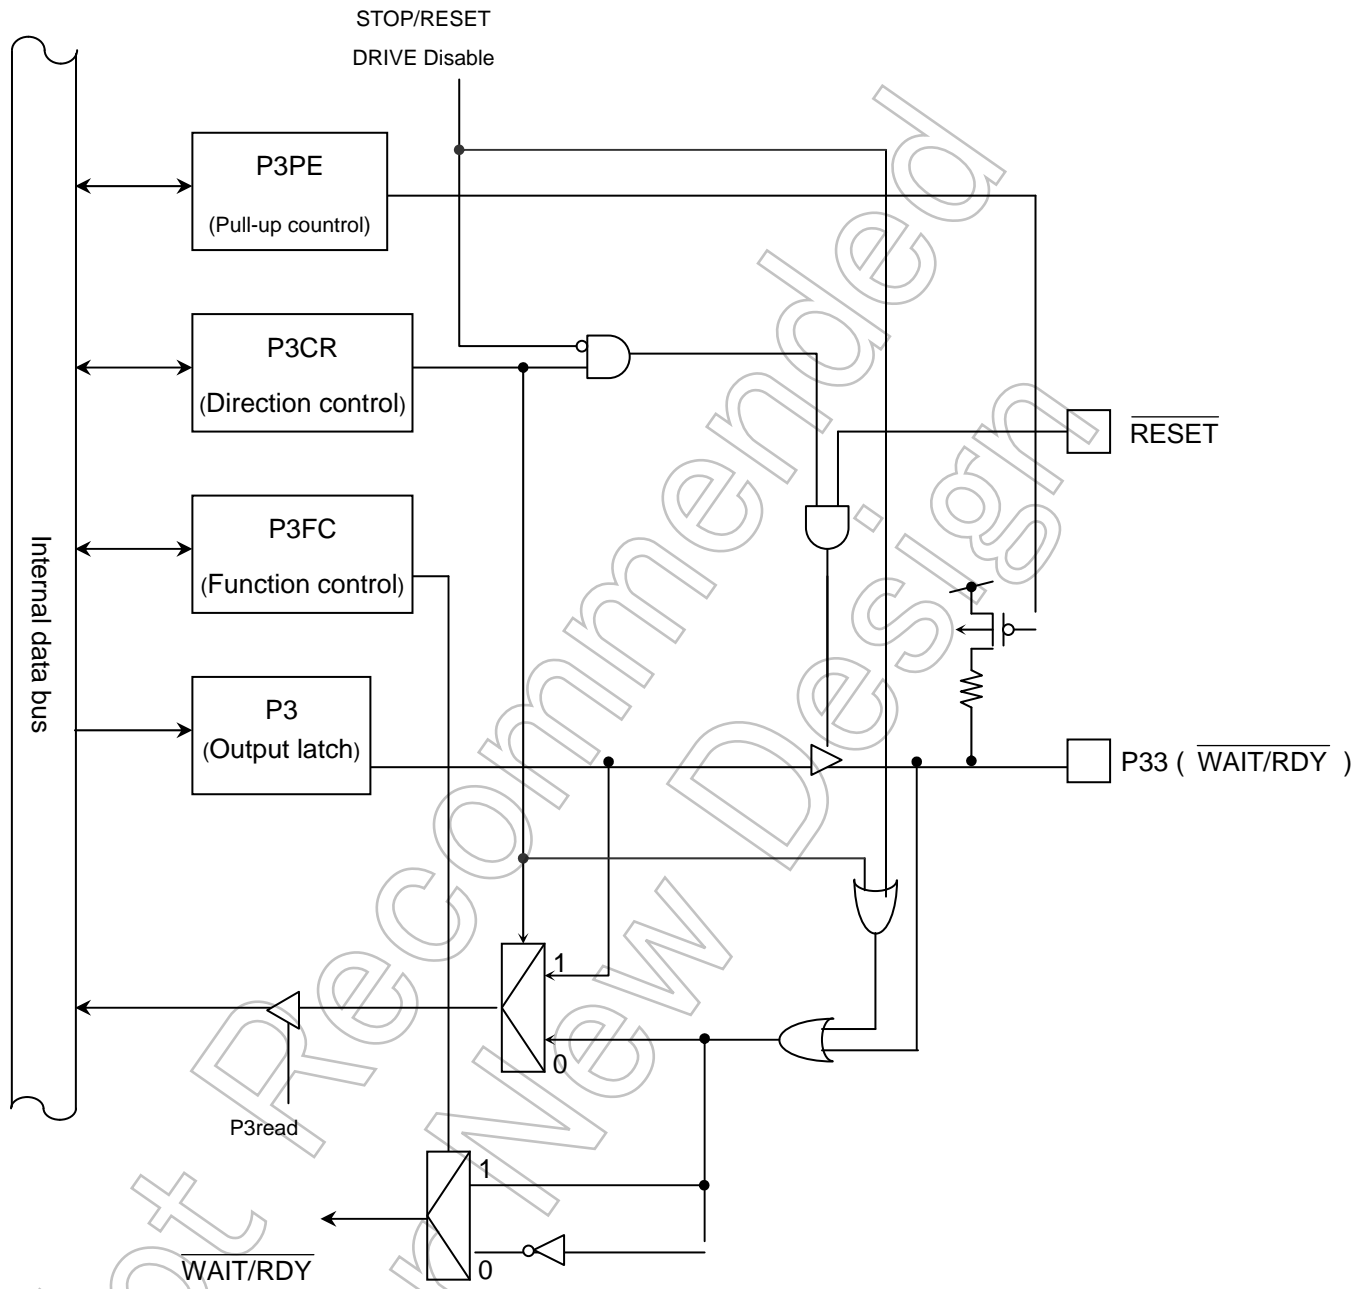 STOP/RESET
DRIVE Disable
P3PE
(Pull-up countrol)
P3CR
(Direction control)
RESET
P3FC
(Function control)
Internal data bus
P3
(Output latch)
P33 ( WAIT/RDY )
1
0
P3read
1
0
WAIT/RDY
Not Recommended
New Design